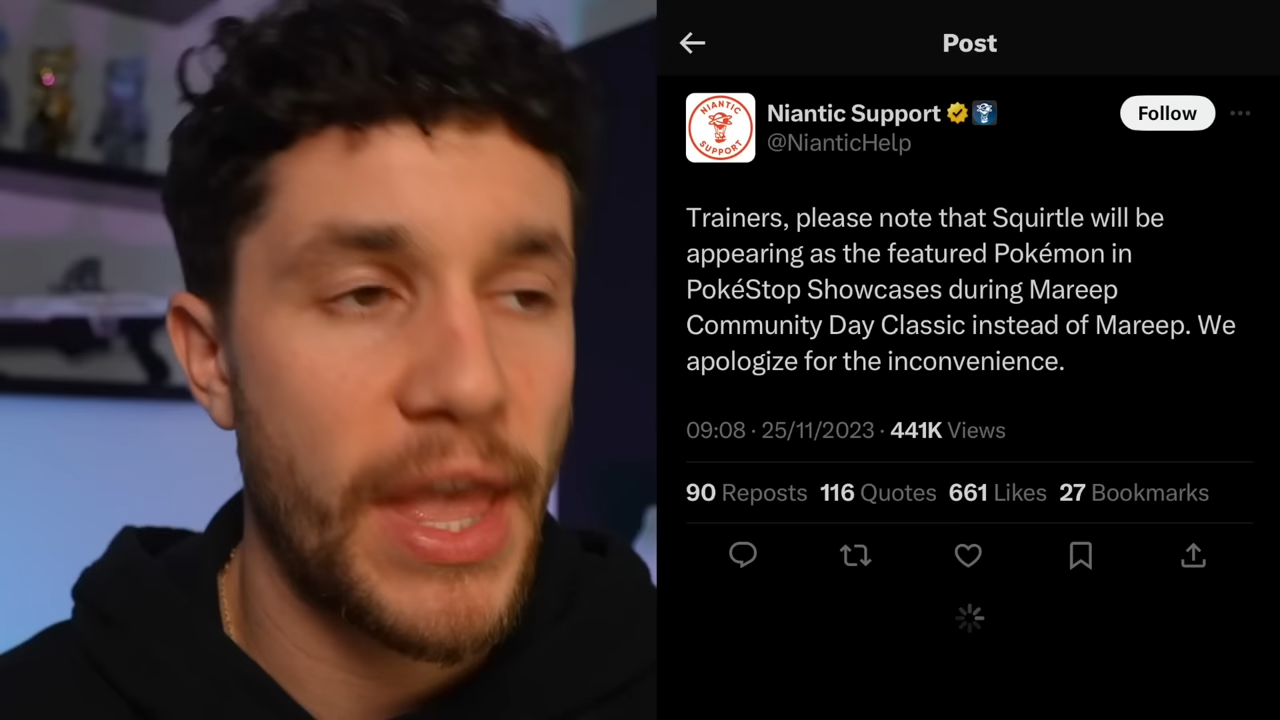 Post
NIANTIC
SUPPORT
Niantic Support
@NianticHelp
Follow
Trainers, please note that Squirtle will be
appearing as the featured Pokémon in
PokéStop Showcases during Mareep
Community Day Classic instead of Mareep. We
apologize for the inconvenience.
09:08 · 25/11/2023 · 441K Views
90 Reposts 116 Quotes 661 Likes 27 Bookmarks